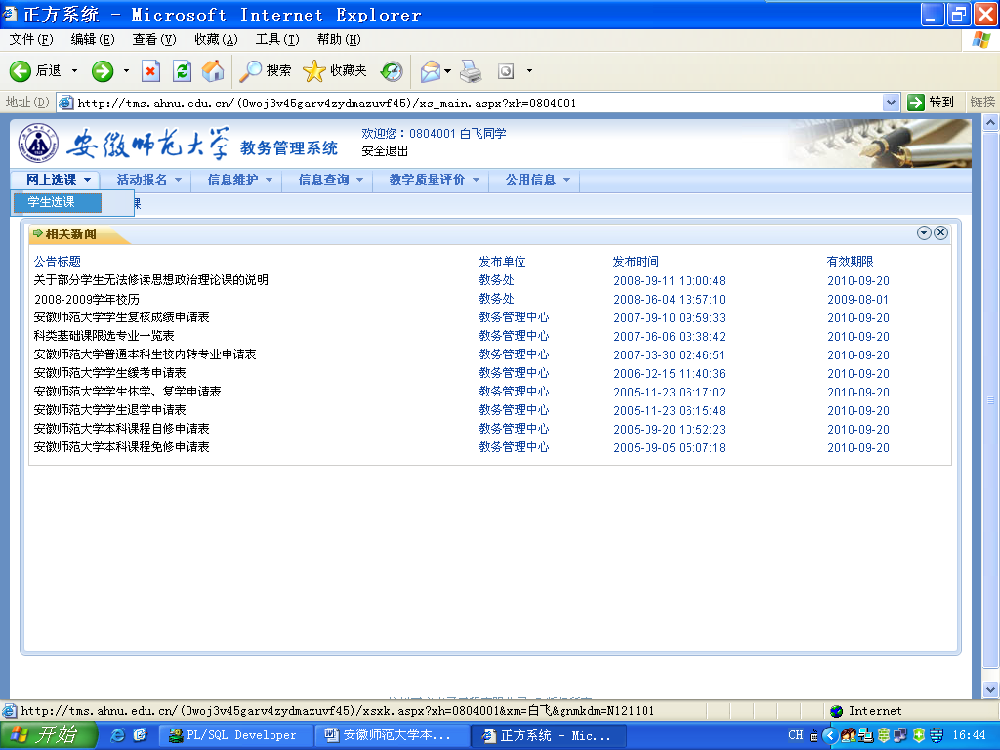 正方系统 - Microsoft Internet Explorer
文件(F) 编辑(E) 查看(V) 收藏(A) 工具(T) 帮助(H)
后退 搜索 收藏夹
地址(D) http://tms.ahnu.edu.cn/(0woj3v45garv4zydmazuvf45)/xs_main.aspx?xh=0804001 转到 链接
安徽师范大学 教务管理系统
欢迎您：0804001 白飞同学
安全退出
网上选课 活动报名 信息维护 信息查询 教学质量评价 公用信息
学生选课 课
相关新闻
公告标题 发布单位 发布时间 有效期限
关于部分学生无法修读思想政治理论课的说明 教务处 2008-09-11 10:00:48 2010-09-20
2008-2009学年校历 教务处 2008-06-04 13:57:10 2009-08-01
安徽师范大学学生复核成绩申请表 教务管理中心 2007-09-10 09:59:33 2010-09-20
科类基础课限选专业一览表 教务管理中心 2007-06-06 03:38:42 2010-09-20
安徽师范大学普通本科生校内转专业申请表 教务管理中心 2007-03-30 02:46:51 2010-09-20
安徽师范大学学生缓考申请表 教务管理中心 2006-02-15 11:40:36 2010-09-20
安徽师范大学学生休学、复学申请表 教务管理中心 2005-11-23 06:17:02 2010-09-20
安徽师范大学学生退学申请表 教务管理中心 2005-11-23 06:15:48 2010-09-20
安徽师范大学本科课程自修申请表 教务管理中心 2005-09-20 10:52:23 2010-09-20
安徽师范大学本科课程免修申请表 教务管理中心 2005-09-05 05:07:18 2010-09-20
http://tms.ahnu.edu.cn/(0woj3v45garv4zydmazuvf45)/xsxk.aspx?xh=0804001&xm=白飞&gnmkdm=N121101 Internet
开始 PL/SQL Developer 安徽师范大学本... 正方系统 - Mic... CH 16:44